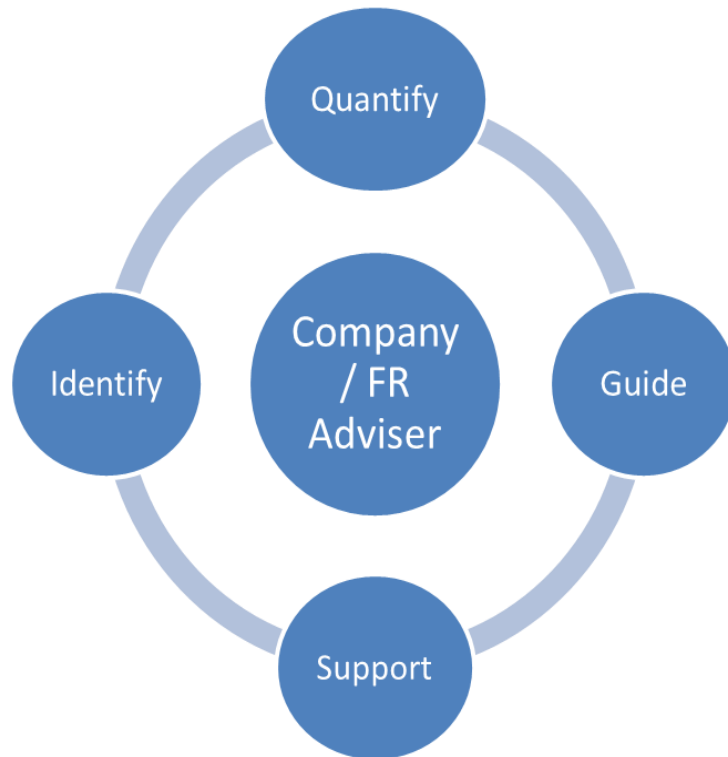 Quantify
Identify
Company
/ FR
Adviser
Guide
Support